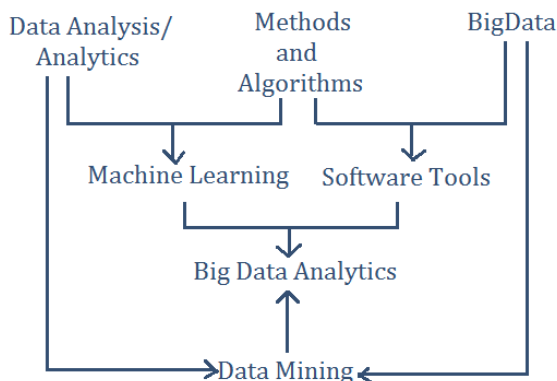 Data Analysis/
Analytics
Methods
and
Algorithms
BigData
Machine Learning
Software Tools
Big Data Analytics
Data Mining